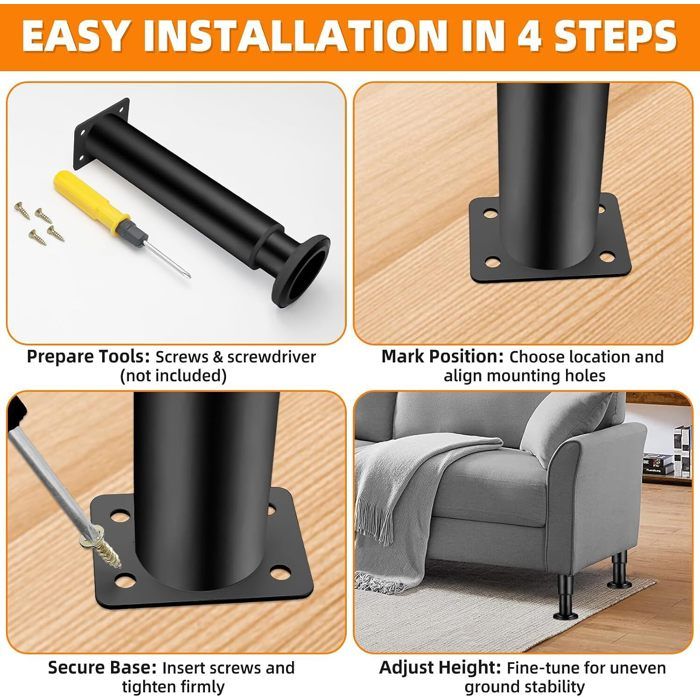 EASY INSTALLATION IN 4 STEPS
Prepare Tools: Screws & screwdriver
(not included)
Mark Position: Choose location and
align mounting holes
Secure Base: Insert screws and
tighten firmly
Adjust Height: Fine-tune for uneven
ground stability